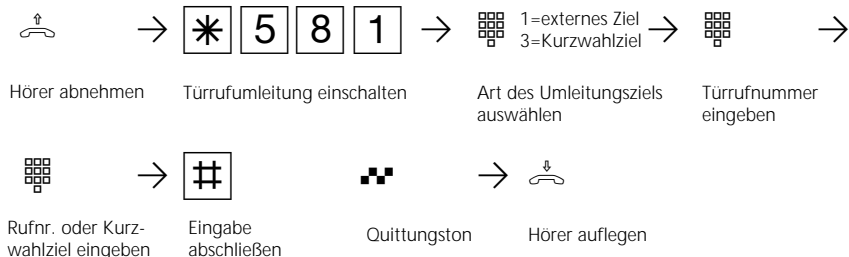 * 5 8 1
1=externes Ziel
3=Kurzwahlziel
Hörer abnehmen
Türrufumleitung einschalten
Art des Umleitungsziels
auswählen
Türrufnummer
eingeben
#
Rufnr. oder Kurz-
wahlziel eingeben
Eingabe
abschließen
Quittungston
Hörer auflegen